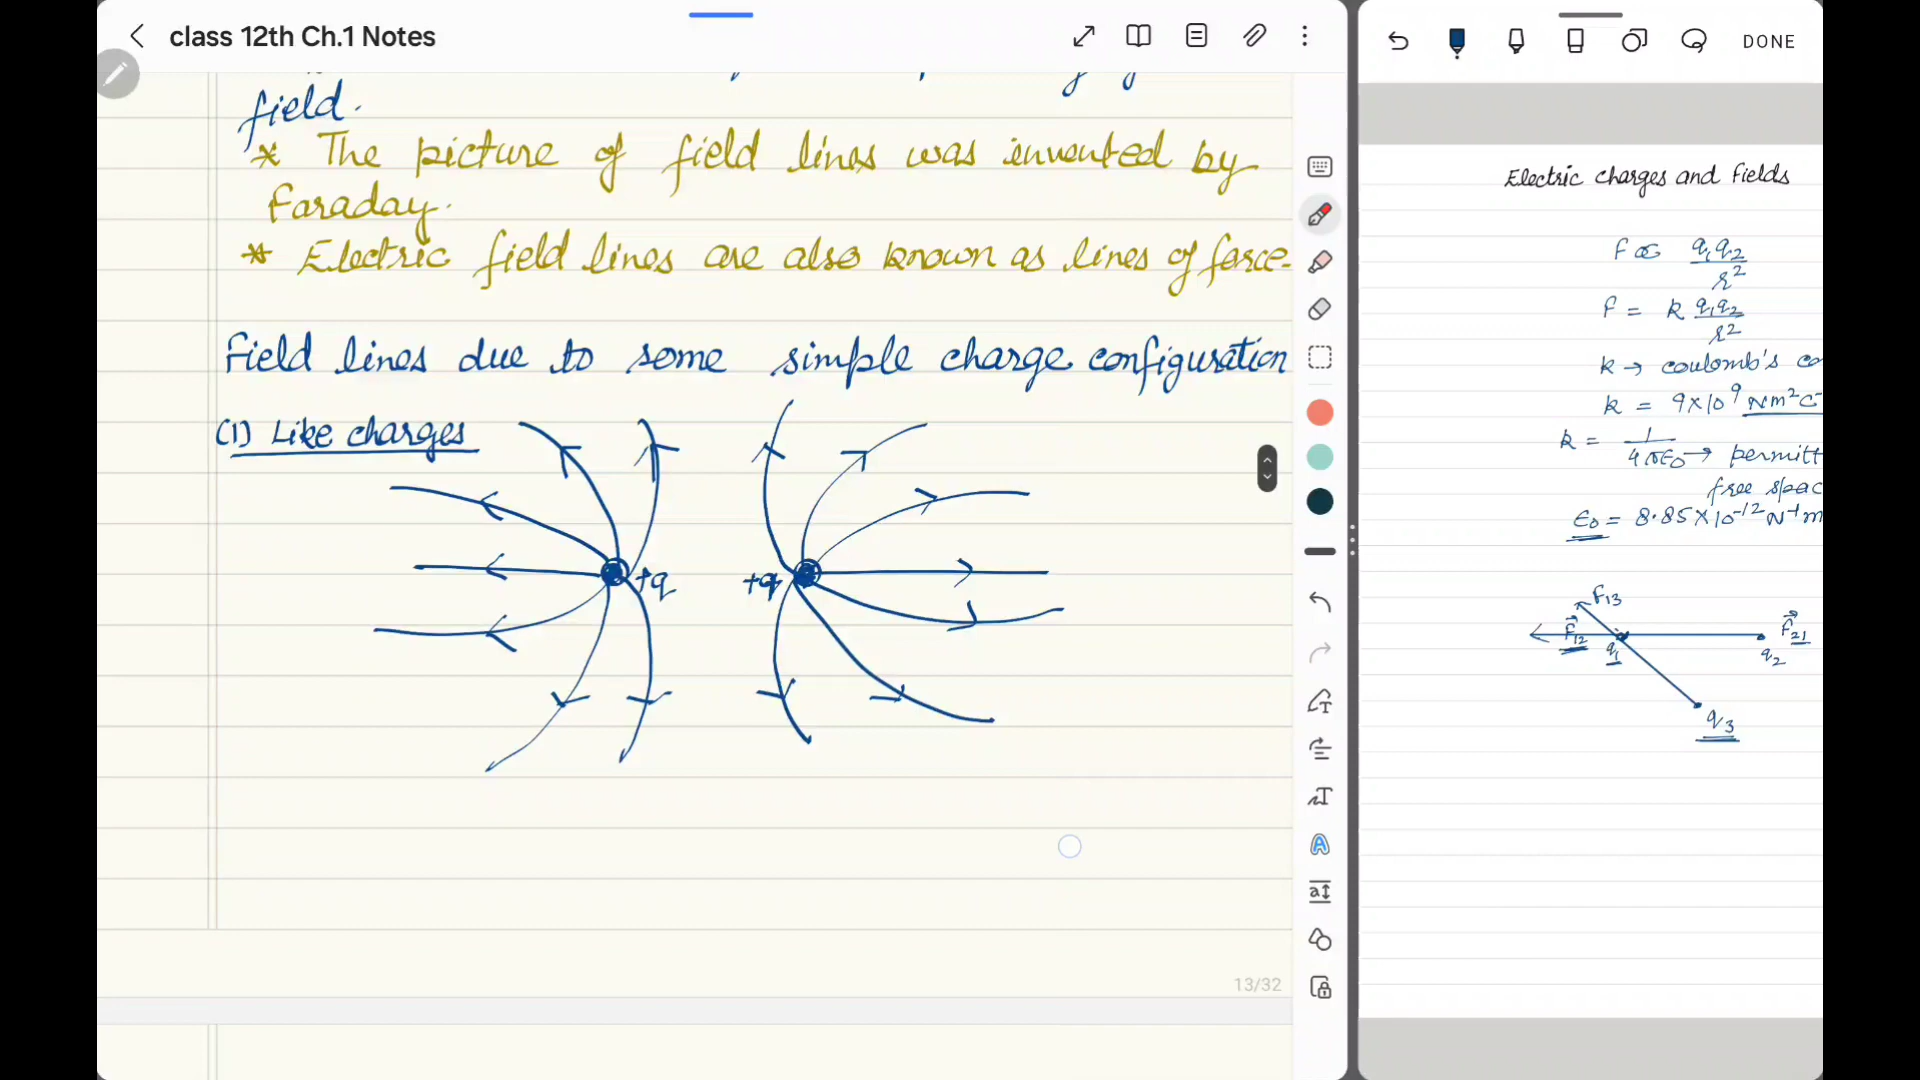 class 12th Ch.1 Notes
field.
* The picture of field lines was invented by
Faraday.
* Electric field lines are also known as lines of force.
Field lines due to some simple charge configuration
(1) Like charges
+q
+q
13/32
DONE
Electric charges and fields
F ∝ q₁q₂/r²
F = k q₁q₂/r²
k → coulomb's co
k = 9×10⁹ Nm²C⁻
k = 1/4πε₀ → permitt
free spac
ε₀ = 8.85×10⁻¹² N⁻¹m
F₁₃
F⃗₁₂
F⃗₂₁
q₁
q₂
q₃